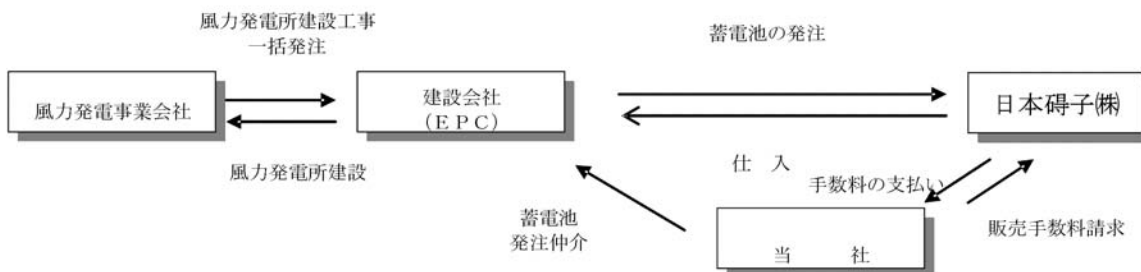 風力発電所建設工事
一括発注
蓄電池の発注
風力発電事業会社
建設会社
（ＥＰＣ）
日本碍子㈱
風力発電所建設
仕　入
手数料の支払い
蓄電池
発注仲介
当　　社
販売手数料請求